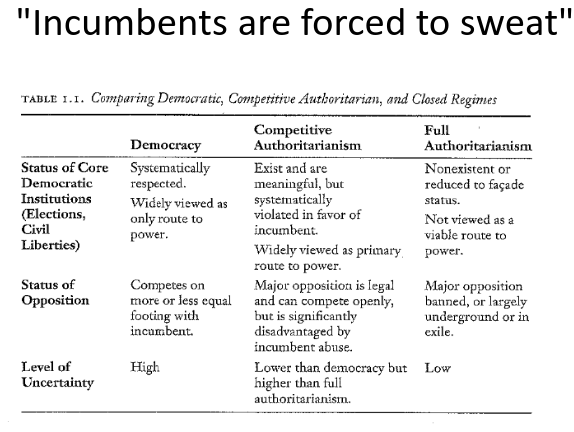 "Incumbents are forced to sweat"
TABLE 1.1. Comparing Democratic, Competitive Authoritarian, and Closed Regimes
Democracy
Competitive
Authoritarianism
Full
Authoritarianism
Status of Core
Democratic
Institutions
(Elections,
Civil
Liberties)
Systematically
respected.
Widely viewed as
only route to
power.
Exist and are
meaningful, but
systematically
violated in favor of
incumbent.
Widely viewed as primary
route to power.
Nonexistent or
reduced to façade
status.
Not viewed as a
viable route to
power.
Status of
Opposition
Competes on
more or less equal
footing with
incumbent.
Major opposition is legal
and can compete openly,
but is significantly
disadvantaged by
incumbent abuse.
Major opposition
banned, or largely
underground or in
exile.
Level of
Uncertainty
High
Lower than democracy but
higher than full
authoritarianism.
Low